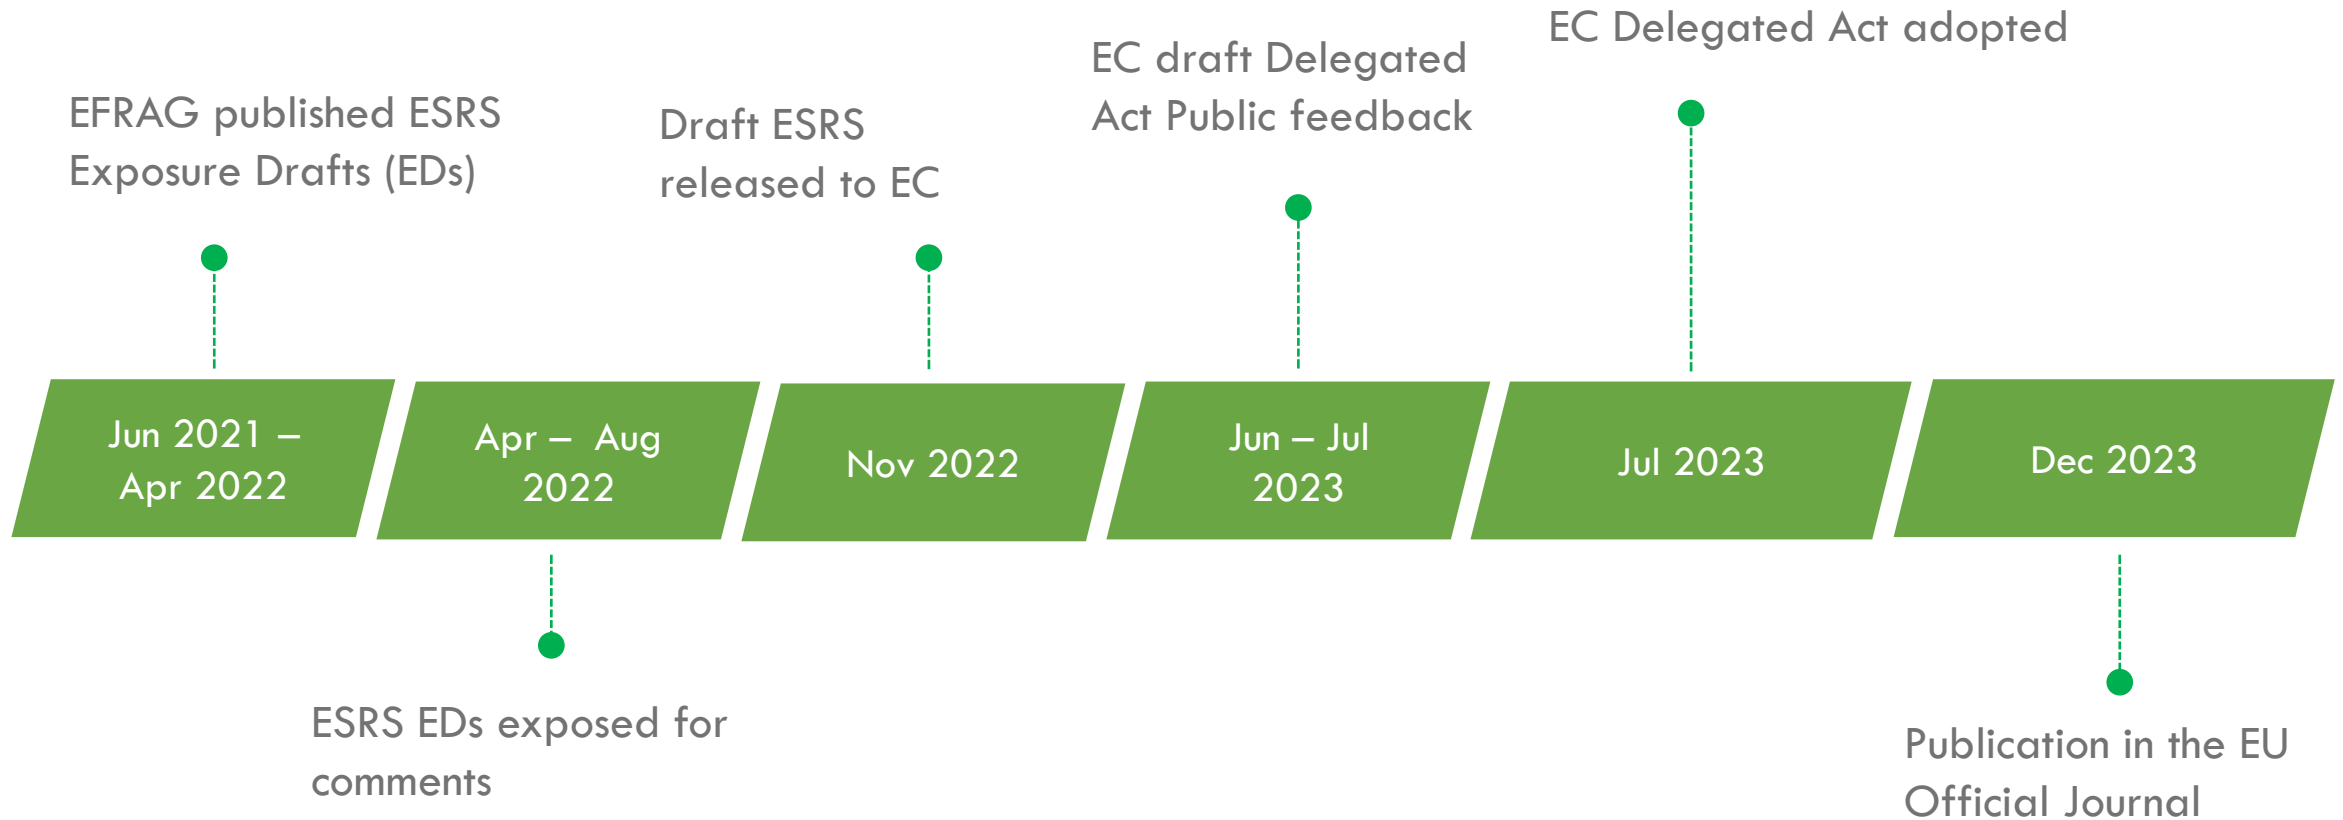 EC Delegated Act adopted
EC draft Delegated
Act Public feedback
EFRAG published ESRS
Exposure Drafts (EDs)
Draft ESRS
released to EC
Jun 2021 –
Apr 2022
Apr –  Aug
2022
Nov 2022
Jun – Jul
2023
Jul 2023
Dec 2023
ESRS EDs exposed for
comments
Publication in the EU
Official Journal